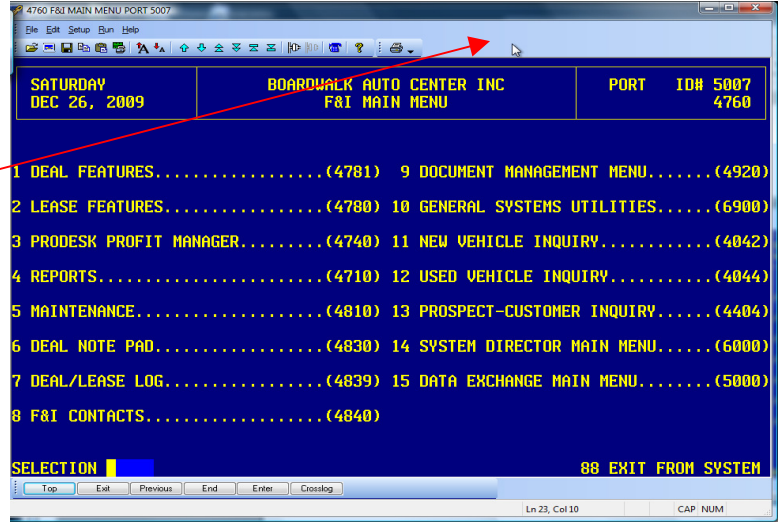 4760 F&I MAIN MENU PORT 5007
File Edit Setup Run Help
SATURDAY BOARDWALK AUTO CENTER INC PORT ID# 5007
DEC 26, 2009 F&I MAIN MENU 4760
1 DEAL FEATURES..................(4781) 9 DOCUMENT MANAGEMENT MENU.......(4920)
2 LEASE FEATURES.................(4780) 10 GENERAL SYSTEMS UTILITIES......(6900)
3 PRODESK PROFIT MANAGER.........(4740) 11 NEW VEHICLE INQUIRY............(4042)
4 REPORTS........................(4710) 12 USED VEHICLE INQUIRY...........(4044)
5 MAINTENANCE....................(4810) 13 PROSPECT-CUSTOMER INQUIRY......(4404)
6 DEAL NOTE PAD..................(4830) 14 SYSTEM DIRECTOR MAIN MENU......(6000)
7 DEAL/LEASE LOG.................(4839) 15 DATA EXCHANGE MAIN MENU........(5000)
8 F&I CONTACTS...................(4840)
SELECTION 88 EXIT FROM SYSTEM
Top Exit Previous End Enter Crosslog
Ln 23, Col 10 CAP NUM